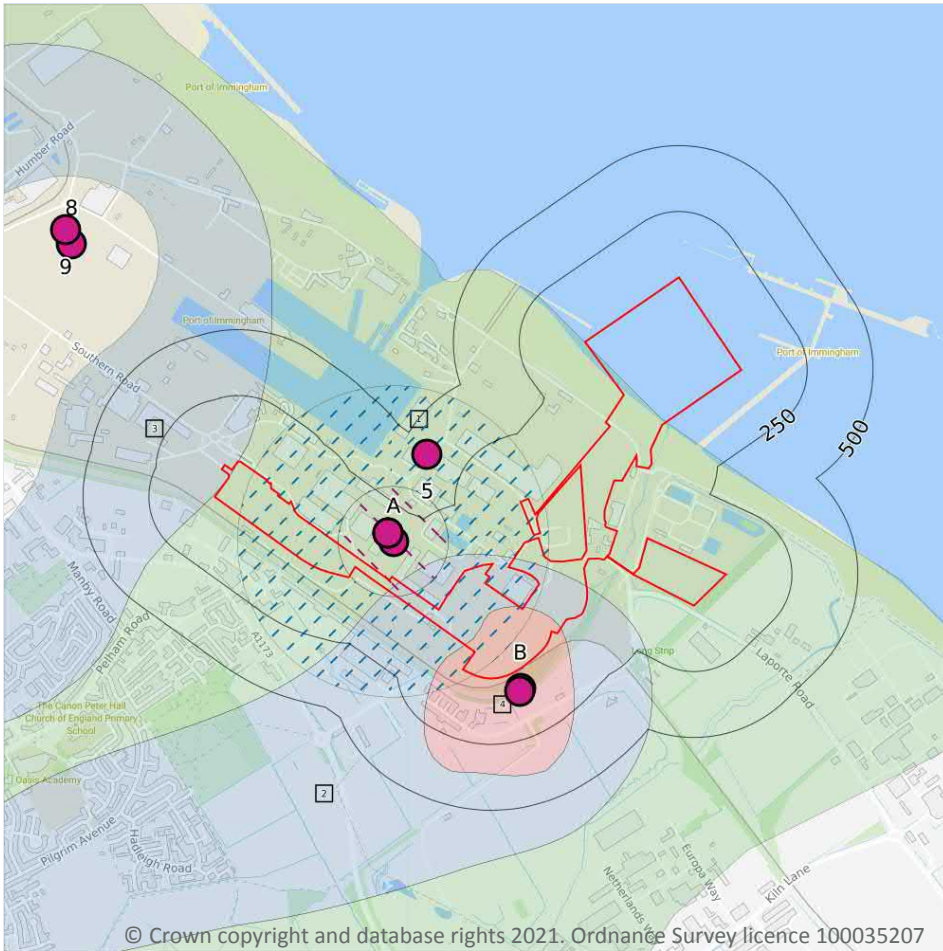 Port of Immingham
Humber Road
8
9
Port of Immingham
Southern Road
Port of Immingham
250
500
1
3
5
A
Manby Road
Pelham Road
A1173
B
Long Strip
Laporte Road
4
The Canon Peter Hall
Church of England Primary
School
Oasis Academy
2
Pilgrim Avenue
Hadleigh Road
Europa Way
Kiln Lane
© Crown copyright and database rights 2021. Ordnance Survey licence 100035207